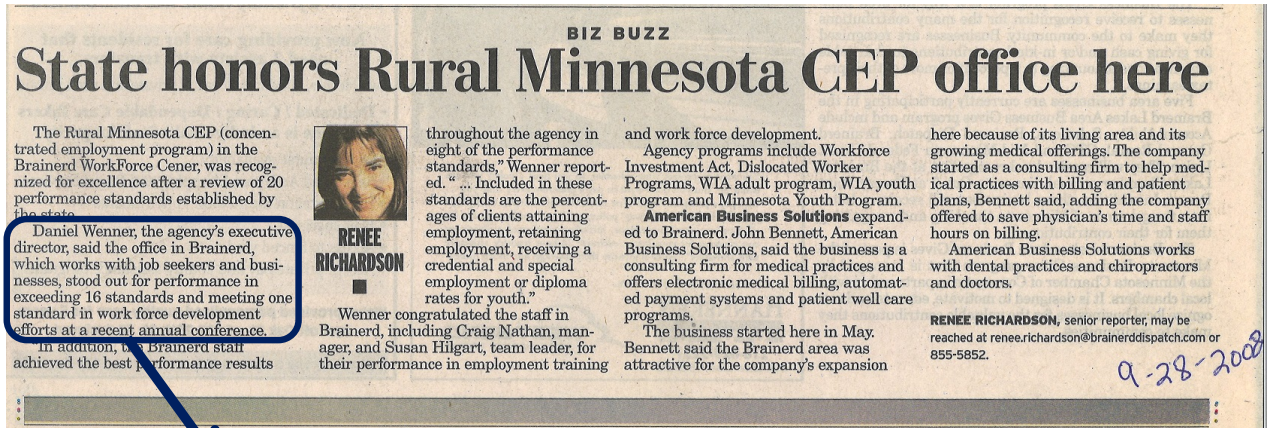 BIZ BUZZ
State honors Rural Minnesota CEP office here
The Rural Minnesota CEP (concen-
trated employment program) in the
Brainerd WorkForce Cener, was recog-
nized for excellence after a review of 20
performance standards established by
the state.
Daniel Wenner, the agency's executive
director, said the office in Brainerd,
which works with job seekers and busi-
nesses, stood out for performance in
exceeding 16 standards and meeting one
standard in work force development
efforts at a recent annual conference.
"In addition, the Brainerd staff
achieved the best performance results
RENEE
RICHARDSON
throughout the agency in
eight of the performance
standards," Wenner report-
ed. " ... Included in these
standards are the percent-
ages of clients attaining
employment, retaining
employment, receiving a
credential and special
employment or diploma
rates for youth."
Wenner congratulated the staff in
Brainerd, including Craig Nathan, man-
ager, and Susan Hilgart, team leader, for
their performance in employment training
and work force development.
Agency programs include Workforce
Investment Act, Dislocated Worker
Programs, WIA adult program, WIA youth
program and Minnesota Youth Program.
American Business Solutions expand-
ed to Brainerd. John Bennett, American
Business Solutions, said the business is a
consulting firm for medical practices and
offers electronic medical billing, automat-
ed payment systems and patient well care
programs.
The business started here in May.
Bennett said the Brainerd area was
attractive for the company's expansion
here because of its living area and its
growing medical offerings. The company
started as a consulting firm to help med-
ical practices with billing and patient
plans, Bennett said, adding the company
offered to save physician's time and staff
hours on billing.
American Business Solutions works
with dental practices and chiropractors
and doctors.
RENEE RICHARDSON, senior reporter, may be
reached at renee.richardson@brainerddispatch.com or
855-5852.
9-28-2008